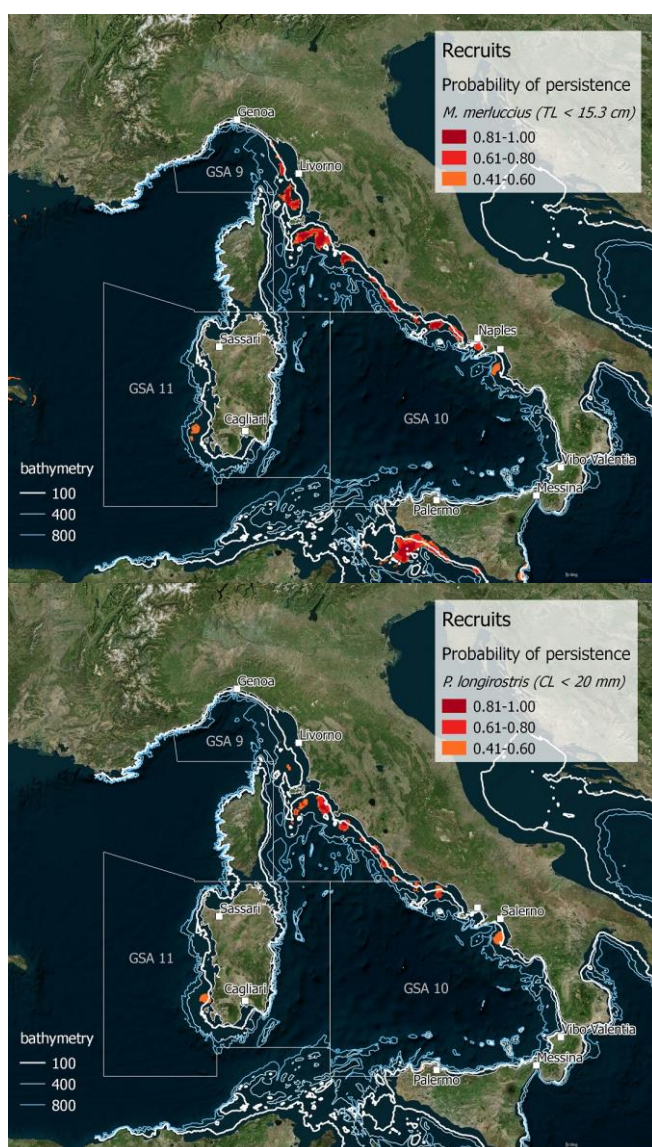 Recruits
Probability of persistence
M. merluccius (TL < 15.3 cm)
0.81-1.00
0.61-0.80
0.41-0.60
Genoa
GSA 9
Livorno
Sassari
Naples
GSA 11
Cagliari
GSA 10
Vibo Valentia
Messina
Palermo
bathymetry
100
400
800
Recruits
Probability of persistence
P. longirostris (CL < 20 mm)
0.81-1.00
0.61-0.80
0.41-0.60
Genoa
GSA 9
Livorno
Sassari
Salerno
GSA 11
Cagliari
GSA 10
Vibo Valentia
Messina
Palermo
bathymetry
100
400
800